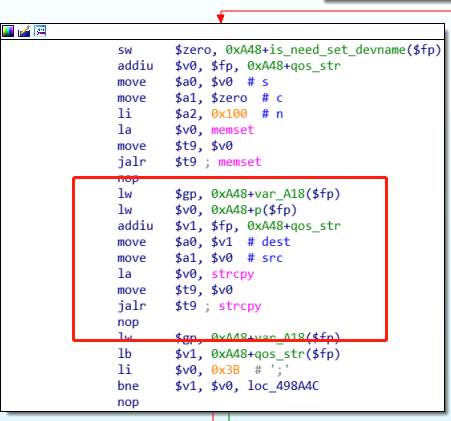 sw $zero, 0xA48+is_need_set_devname($fp)
addiu $v0, $fp, 0xA48+qos_str
move $a0, $v0 # s
move $a1, $zero # c
li $a2, 0x100 # n
la $v0, memset
move $t9, $v0
jalr $t9 ; memset
nop
lw $gp, 0xA48+var_A18($fp)
lw $v0, 0xA48+p($fp)
addiu $v1, $fp, 0xA48+qos_str
move $a0, $v1 # dest
move $a1, $v0 # src
la $v0, strcpy
move $t9, $v0
jalr $t9 ; strcpy
nop
lw $gp, 0xA48+var_A18($fp)
lb $v1, 0xA48+qos_str($fp)
li $v0, 0x3B # ';'
bne $v1, $v0, loc_498A4C
nop